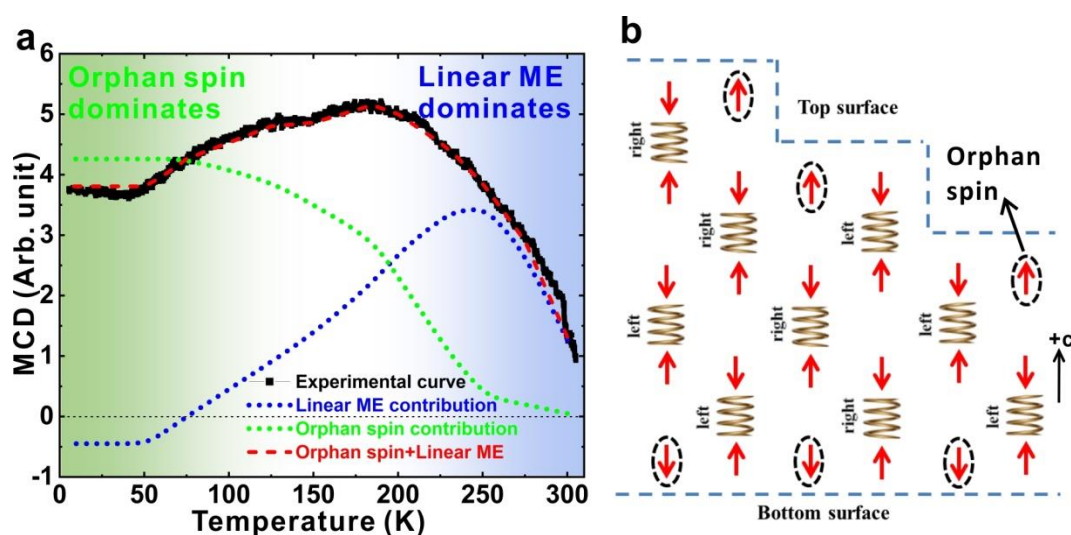 a
6
5
4
3
2
1
0
-1
MCD (Arb. unit)
Orphan spin
dominates
Linear ME
dominates
Experimental curve
Linear ME contribution
Orphan spin contribution
Orphan spin+Linear ME
0 50 100 150 200 250 300
Temperature (K)
b
Top surface
Orphan
spin
right
right
left
left
right
left
left
right
left
+c
Bottom surface